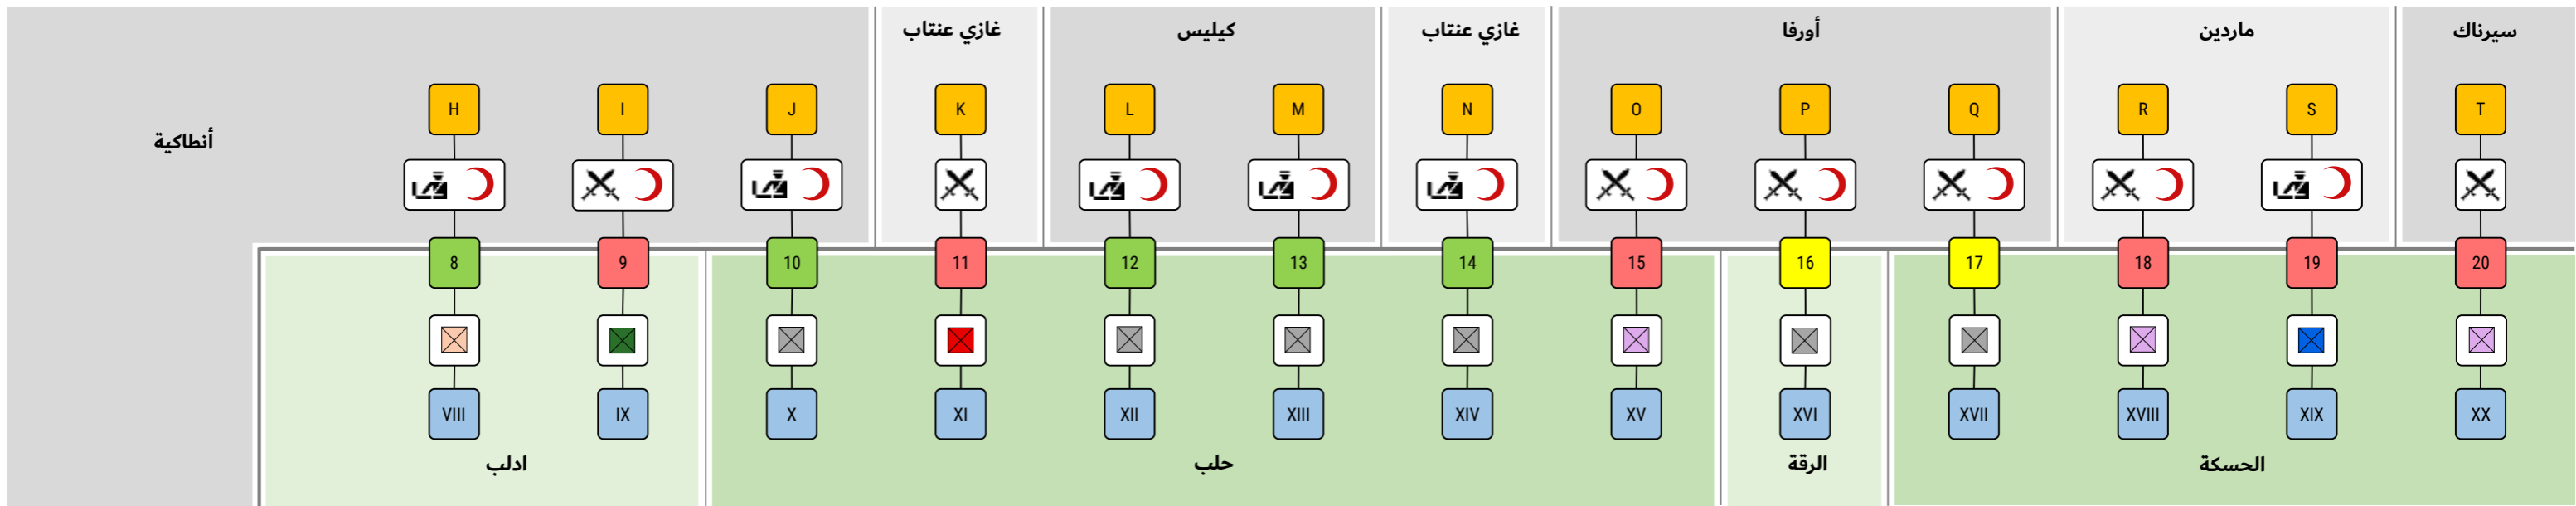 غازي عنتاب
كيليس
غازي عنتاب
أورفا
ماردين
سيرناك
H I J K L M N O P Q R S T
أنطاكية
8 9 10 11 12 13 14 15 16 17 18 19 20
VIII IX X XI XII XIII XIV XV XVI XVII XVIII XIX XX
ادلب
حلب
الرقة
الحسكة